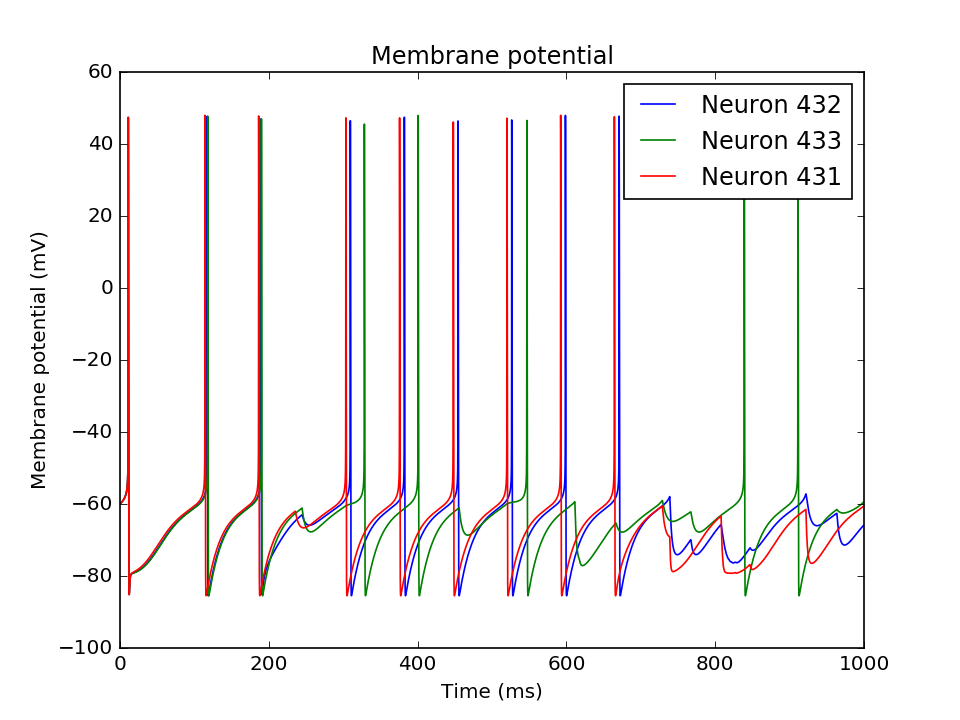 Membrane potential
Neuron 432
Neuron 433
Neuron 431
Membrane potential (mV)
60
40
20
0
−20
−40
−60
−80
−100
0 200 400 600 800 1000
Time (ms)